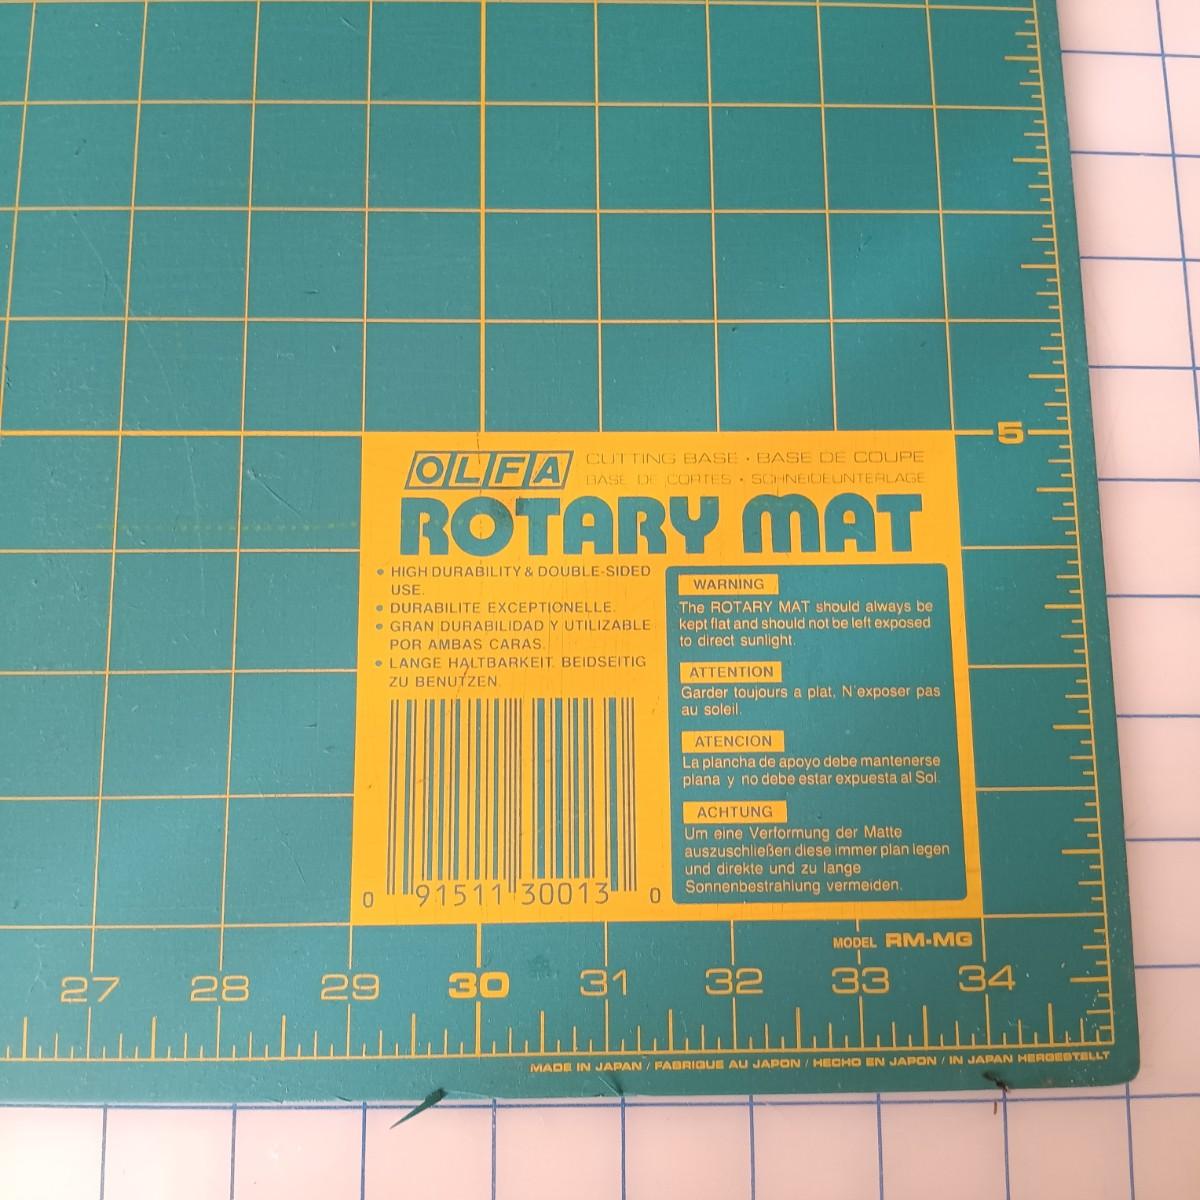 5
OLFA CUTTING BASE • BASE DE COUPE
BASE DE CORTES • SCHNEIDEUNTERLAGE
ROTARY MAT
• HIGH DURABILITY & DOUBLE-SIDED
USE.
• DURABILITE EXCEPTIONELLE.
• GRAN DURABILIDAD Y UTILIZABLE
POR AMBAS CARAS.
• LANGE HALTBARKEIT. BEIDSEITIG
ZU BENUTZEN.
0 91511 30013 0
WARNING
The ROTARY MAT should always be
kept flat and should not be left exposed
to direct sunlight.
ATTENTION
Garder toujours a plat, N'exposer pas
au soleil.
ATENCION
La plancha de apoyo debe mantenerse
plana y no debe estar expuesta al Sol.
ACHTUNG
Um eine Verformung der Matte
auszuschließen diese immer plan legen
und direkte und zu lange
Sonnenbestrahlung vermeiden.
MODEL RM-MG
27 28 29 30 31 32 33 34
MADE IN JAPAN / FABRIQUE AU JAPON / HECHO EN JAPON / IN JAPAN HERGESTELLT